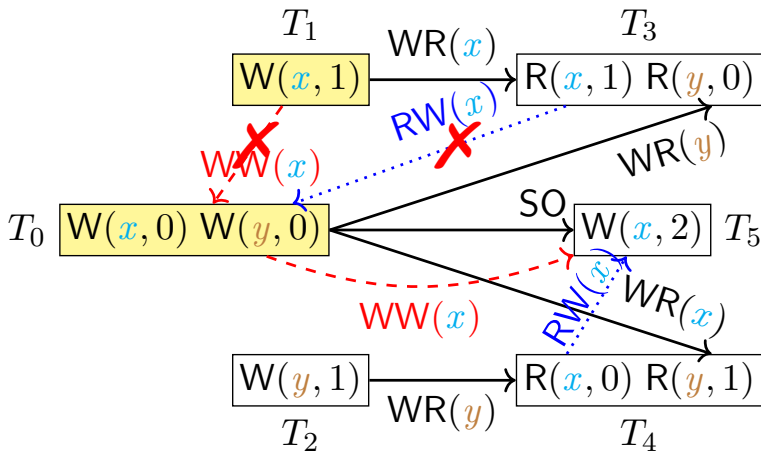 T₁
WR(x)
T₃
W(x, 1)
R(x, 1) R(y, 0)
RW(x)
WW(x)
WR(y)
T₀
W(x, 0) W(y, 0)
SO
W(x, 2)
T₅
WW(x)
RW(x)
WR(x)
W(y, 1)
WR(y)
R(x, 0) R(y, 1)
T₂
T₄